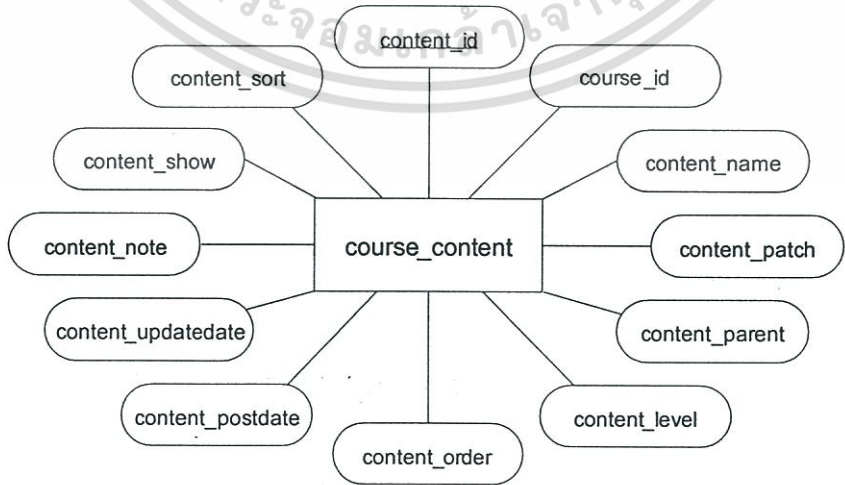 content_id
content_sort
course_id
content_show
content_name
content_note
course_content
content_patch
content_updatedate
content_parent
content_postdate
content_level
content_order